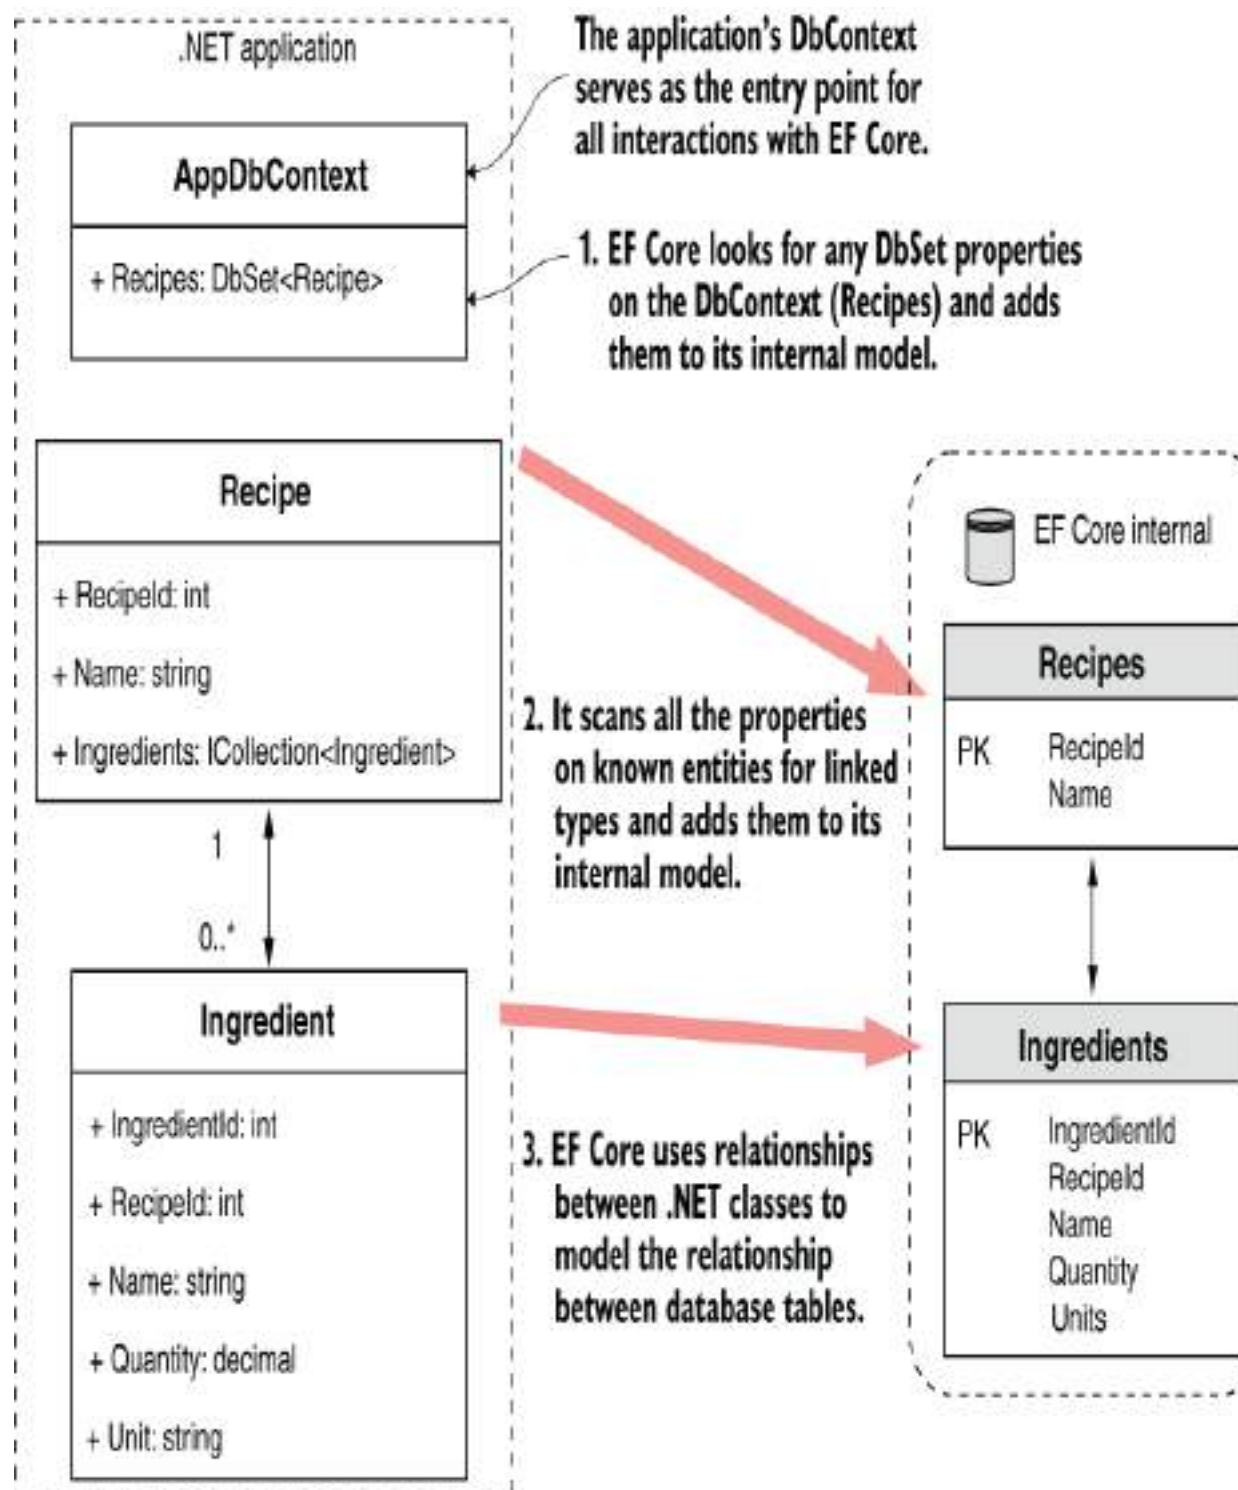 .NET application
The application's DbContext
serves as the entry point for
all interactions with EF Core.
AppDbContext
+ Recipes: DbSet<Recipe>
1. EF Core looks for any DbSet properties
on the DbContext (Recipes) and adds
them to its internal model.
Recipe
+ RecipeId: int
+ Name: string
+ Ingredients: ICollection<Ingredient>
1
0..*
2. It scans all the properties
on known entities for linked
types and adds them to its
internal model.
EF Core internal
Recipes
PK RecipeId
Name
Ingredient
+ IngredientId: int
+ RecipeId: int
+ Name: string
+ Quantity: decimal
+ Unit: string
3. EF Core uses relationships
between .NET classes to
model the relationship
between database tables.
Ingredients
PK IngredientId
RecipeId
Name
Quantity
Units